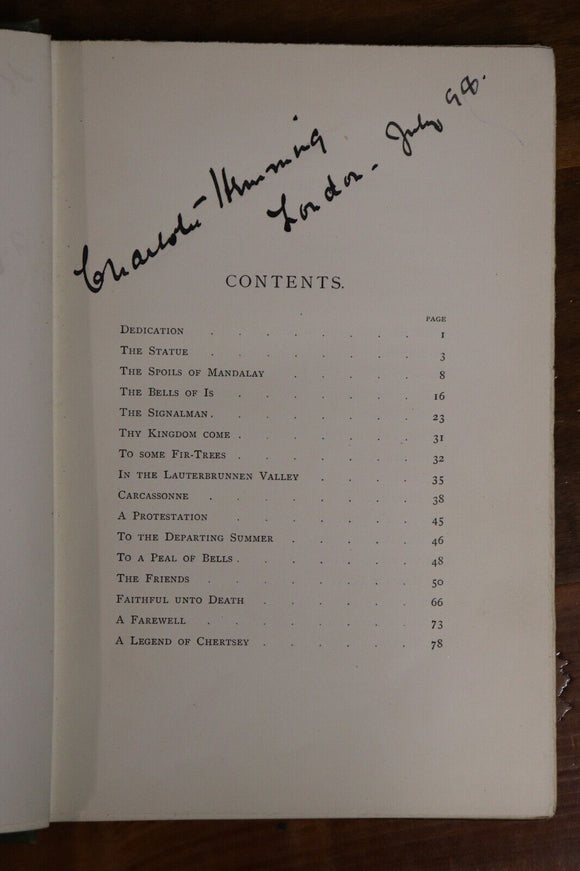 Charlotte Hemming
London - July 98.
CONTENTS.
PAGE
DEDICATION . . . . . . . . 1
THE STATUE . . . . . . . . 3
THE SPOILS OF MANDALAY . . . . . 8
THE BELLS OF IS . . . . . . . 16
THE SIGNALMAN . . . . . . . . 23
THY KINGDOM COME . . . . . . . 31
TO SOME FIR-TREES . . . . . . . 32
IN THE LAUTERBRUNNEN VALLEY . . . . 35
CARCASSONNE . . . . . . . . 38
A PROTESTATION . . . . . . . 45
TO THE DEPARTING SUMMER . . . . . 46
TO A PEAL OF BELLS . . . . . . . 48
THE FRIENDS . . . . . . . . 50
FAITHFUL UNTO DEATH . . . . . . 66
A FAREWELL . . . . . . . . 73
A LEGEND OF CHERTSEY . . . . . . 78